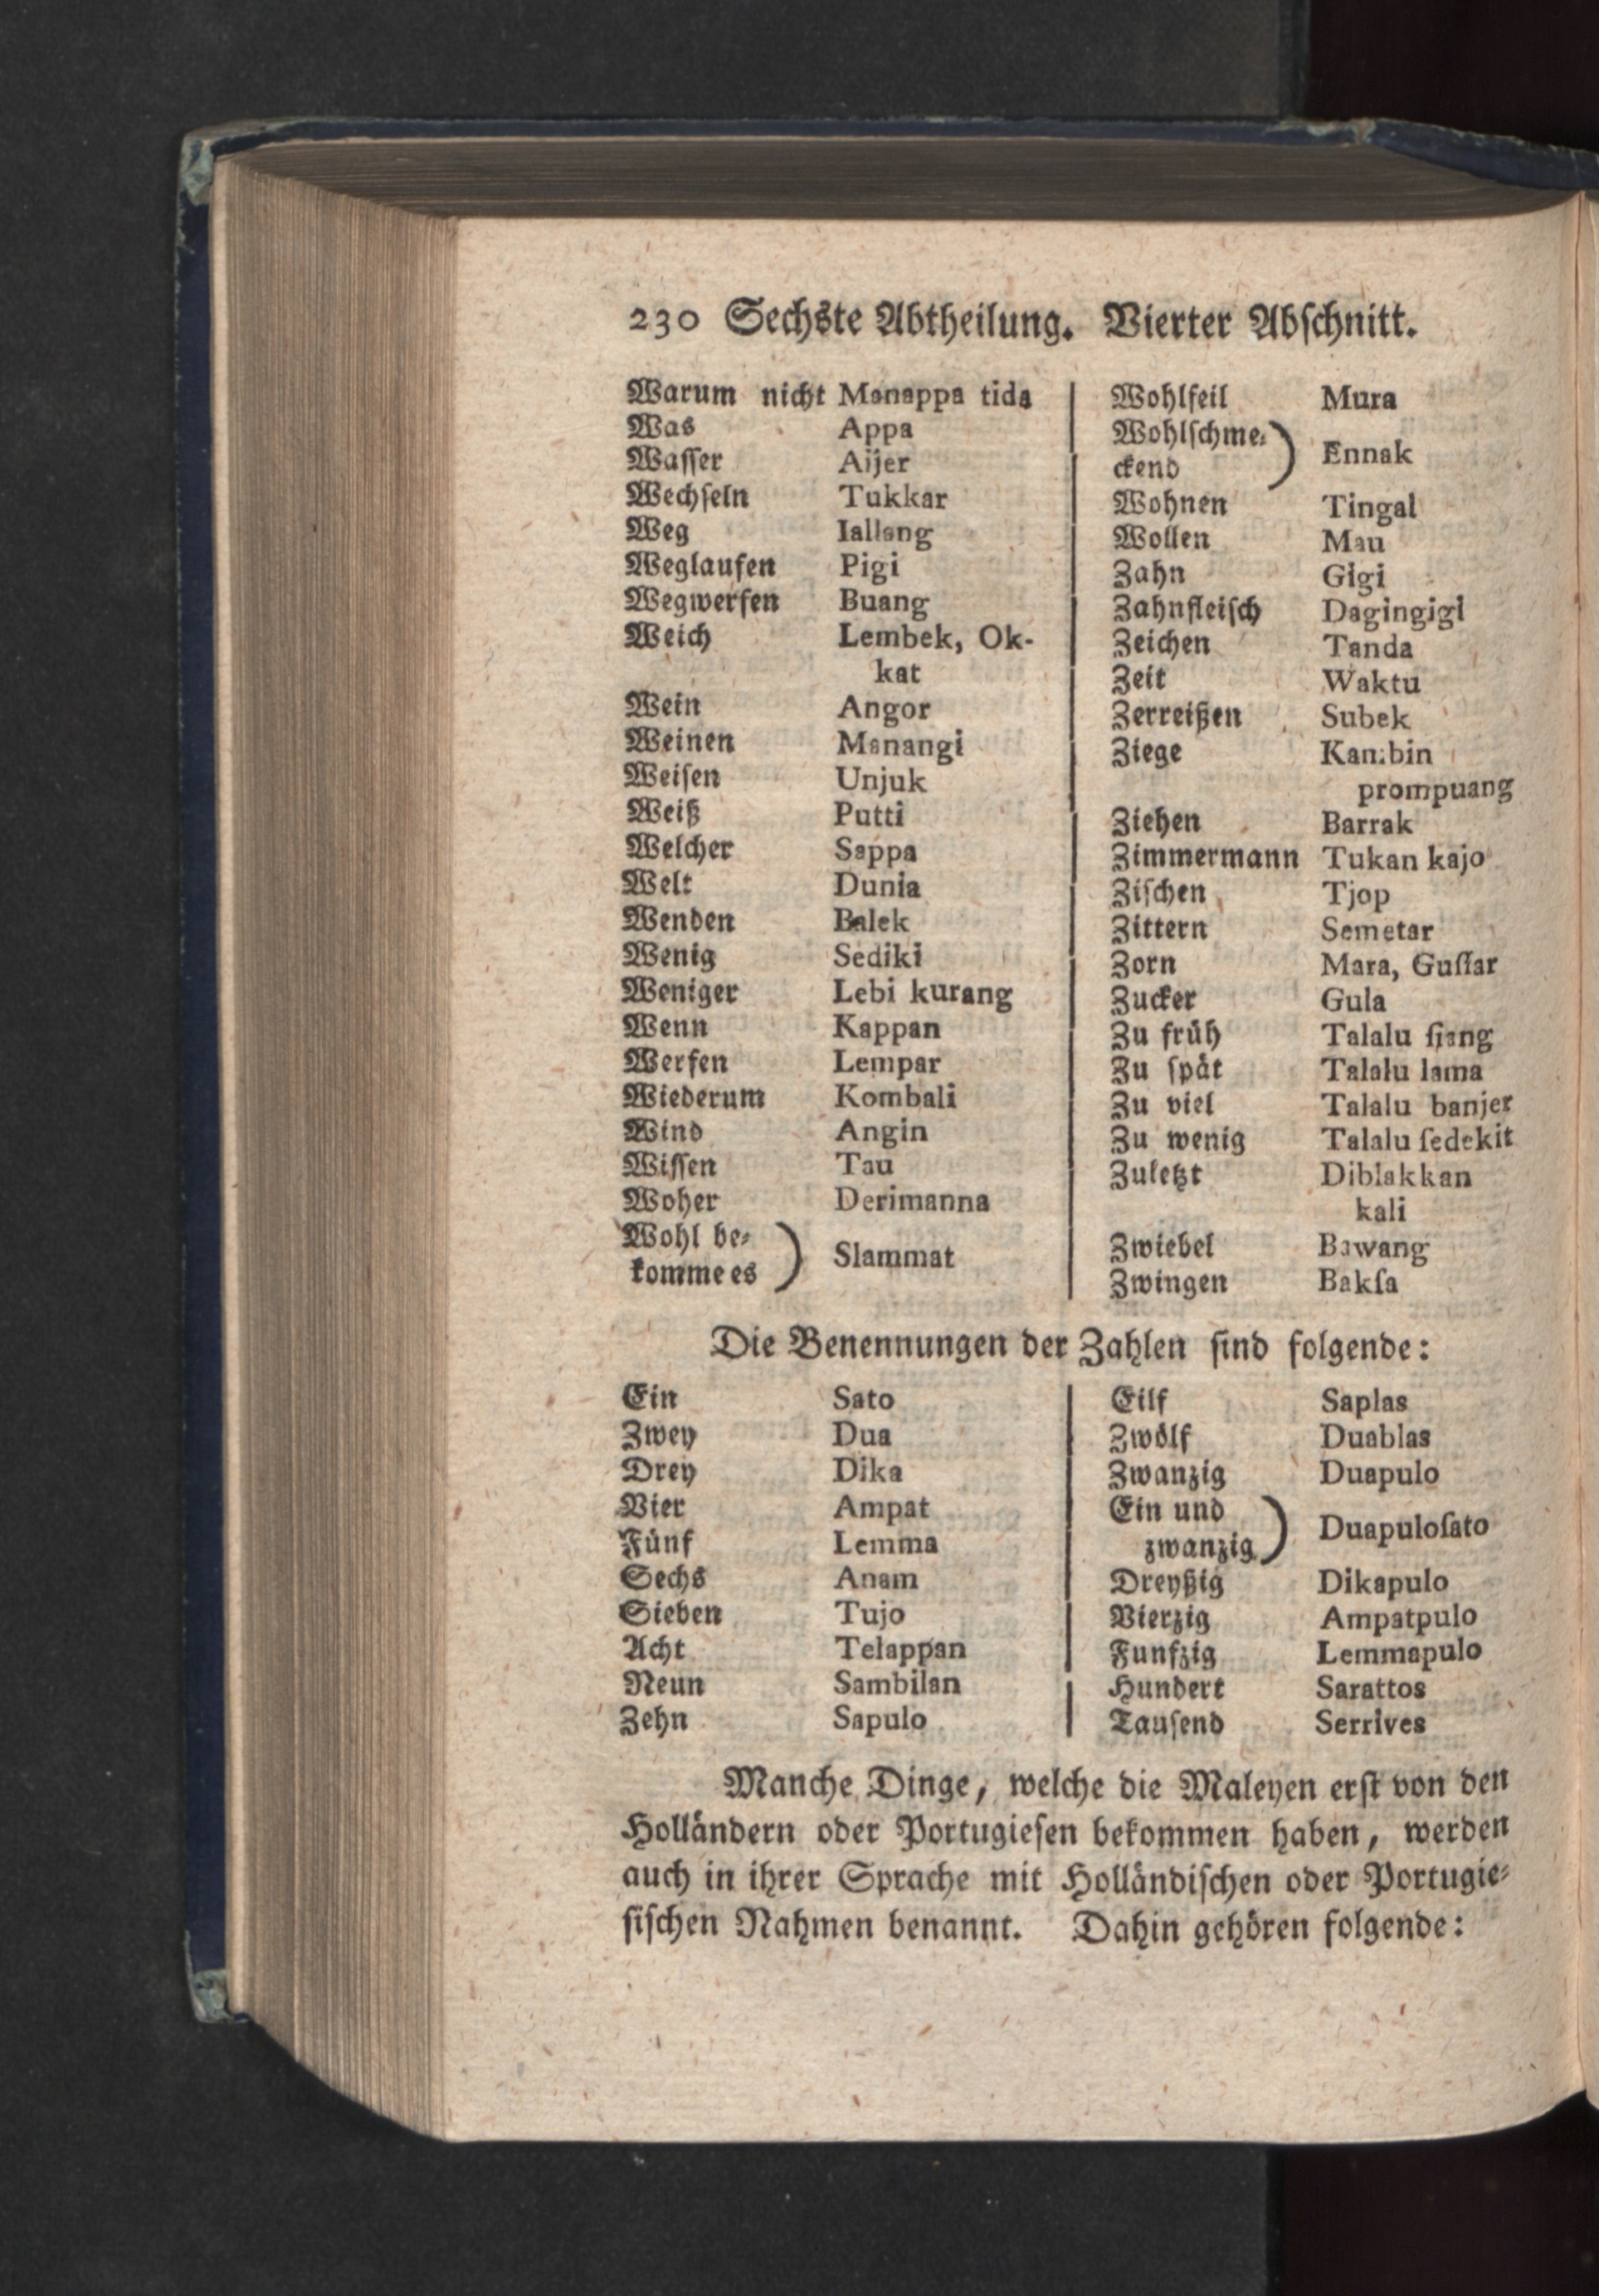 230 Sechste Abtheilung. Vierter Abschnitt.
Warum nicht Manappa tida
Was Appa
Waſſer Aijer
Wechſeln Tukkar
Weg Iallang
Weglaufen Pigi
Wegwerfen Buang
Weich Lembek, Ok-
kat
Wein Angor
Weinen Manangi
Weiſen Unjuk
Weiß Putti
Welcher Sappa
Welt Dunia
Wenden Balek
Wenig Sediki
Weniger Lebi kurang
Wenn Kappan
Werfen Lempar
Wiederum Kombali
Wind Angin
Wiſſen Tau
Woher Derimanna
Wohl be-
komme es ) Slammat
Wohlfeil Mura
Wohlſchme-
ckend ) Ennak
Wohnen Tingal
Wollen Mau
Zahn Gigi
Zahnfleiſch Dagingigi
Zeichen Tanda
Zeit Waktu
Zerreißen Subek
Ziege Kambin
prompuang
Ziehen Barrak
Zimmermann Tukan kajo
Ziſchen Tjop
Zittern Semetar
Zorn Mara, Guſſar
Zucker Gula
Zu früh Talalu ſiang
Zu ſpät Talalu lama
Zu viel Talalu banjer
Zu wenig Talalu ſedekit
Zuletzt Diblakkan
kali
Zwiebel Bawang
Zwingen Bakſa
Die Benennungen der Zahlen ſind folgende:
Ein Sato
Zwey Dua
Drey Dika
Vier Ampat
Fünf Lemma
Sechs Anam
Sieben Tujo
Acht Telappan
Neun Sambilan
Zehn Sapulo
Eilf Saplas
Zwölf Duablas
Zwanzig Duapulo
Ein und
zwanzig ) Duapuloſato
Dreyßig Dikapulo
Vierzig Ampatpulo
Funfzig Lemmapulo
Hundert Sarattos
Tauſend Serrives
Manche Dinge, welche die Maleyen erſt von den
Holländern oder Portugieſen bekommen haben, werden
auch in ihrer Sprache mit Holländiſchen oder Portugie-
ſiſchen Nahmen benannt. Dahin gehören folgende: